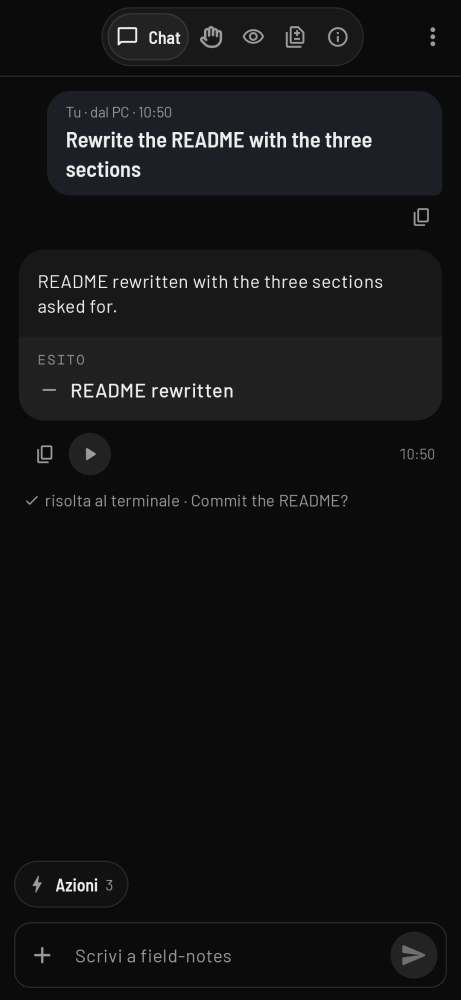 Chat
Tu · dal PC · 10:50
Rewrite the README with the three
sections
README rewritten with the three sections
asked for.
ESITO
— README rewritten
10:50
✓ risolta al terminale · Commit the README?
Azioni 3
Scrivi a field-notes